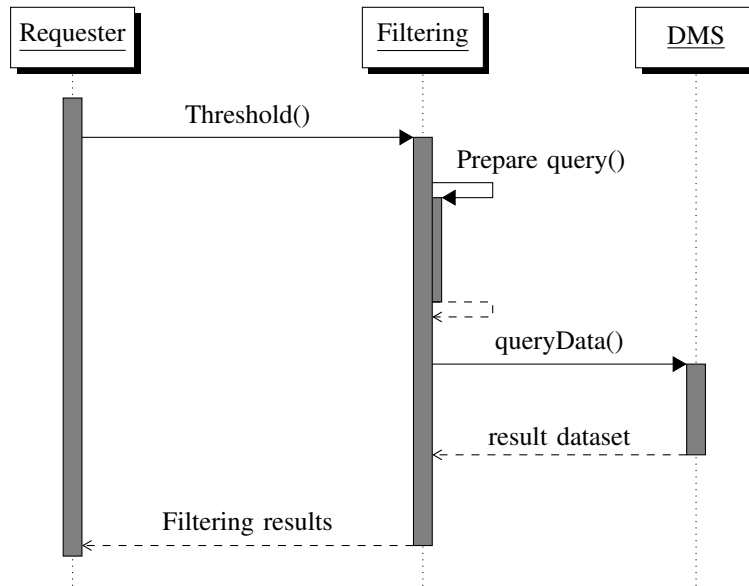 Requester
Filtering
DMS
Threshold()
Prepare query()
queryData()
result dataset
Filtering results